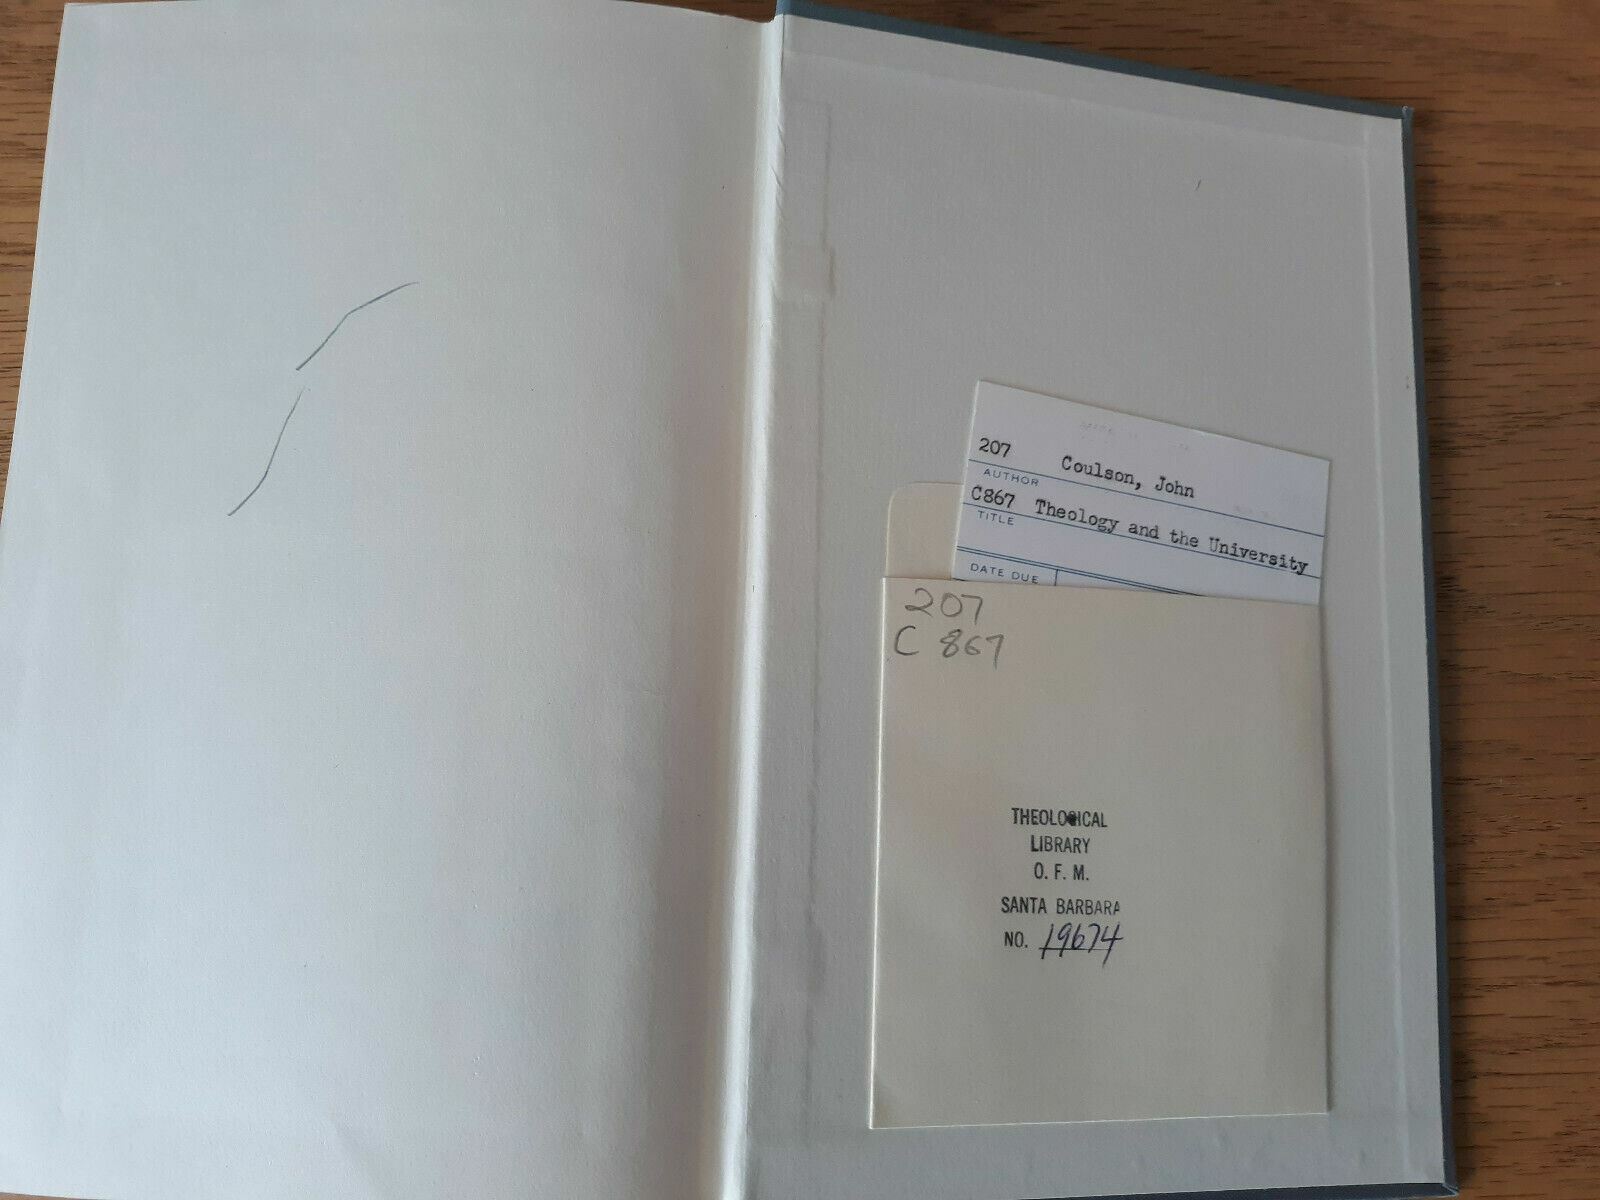 207 Coulson, John
AUTHOR
C867 Theology and the University
TITLE
DATE DUE
207
C 867
THEOLOGICAL
LIBRARY
O. F. M.
SANTA BARBARA
NO. 19674